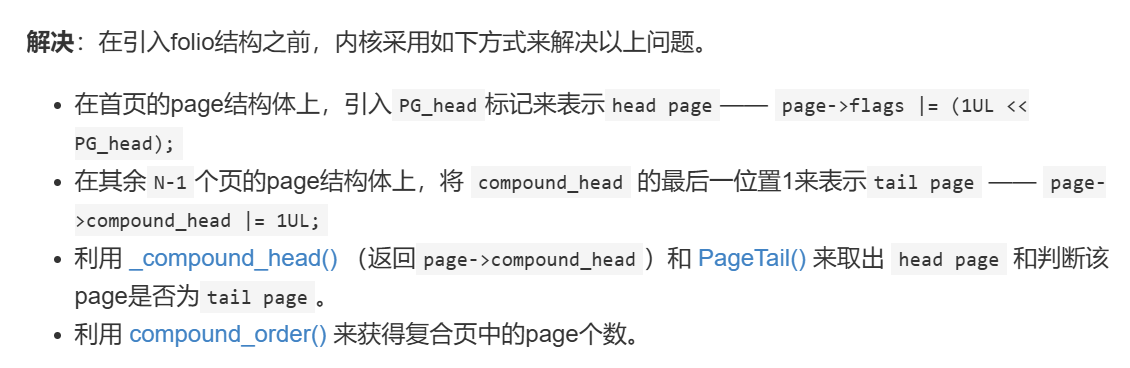 解决：在引入folio结构之前，内核采用如下方式来解决以上问题。
• 在首页的page结构体上，引入 PG_head 标记来表示 head page —— page->flags |= (1UL <<
PG_head);
• 在其余 N-1 个页的page结构体上，将 compound_head 的最后一位置1来表示 tail page —— page-
>compound_head |= 1UL;
• 利用 _compound_head() （返回 page->compound_head ）和 PageTail() 来取出 head page 和判断该
page是否为 tail page 。
• 利用 compound_order() 来获得复合页中的page个数。